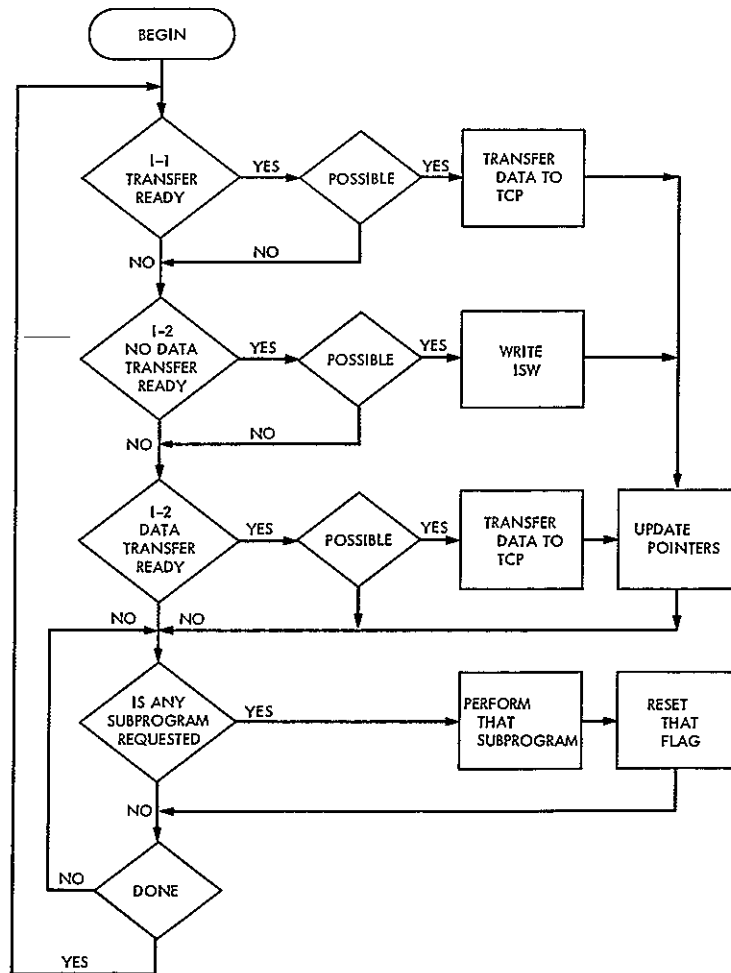 BEGIN
I-1
TRANSFER
READY
YES
POSSIBLE
YES
TRANSFER
DATA TO
TCP
NO
NO
I-2
NO DATA
TRANSFER
READY
YES
POSSIBLE
YES
WRITE
ISW
NO
NO
I-2
DATA
TRANSFER
READY
YES
POSSIBLE
YES
TRANSFER
DATA TO
TCP
UPDATE
POINTERS
NO
NO
IS ANY
SUBPROGRAM
REQUESTED
YES
PERFORM
THAT
SUBPROGRAM
RESET
THAT
FLAG
NO
DONE
NO
YES